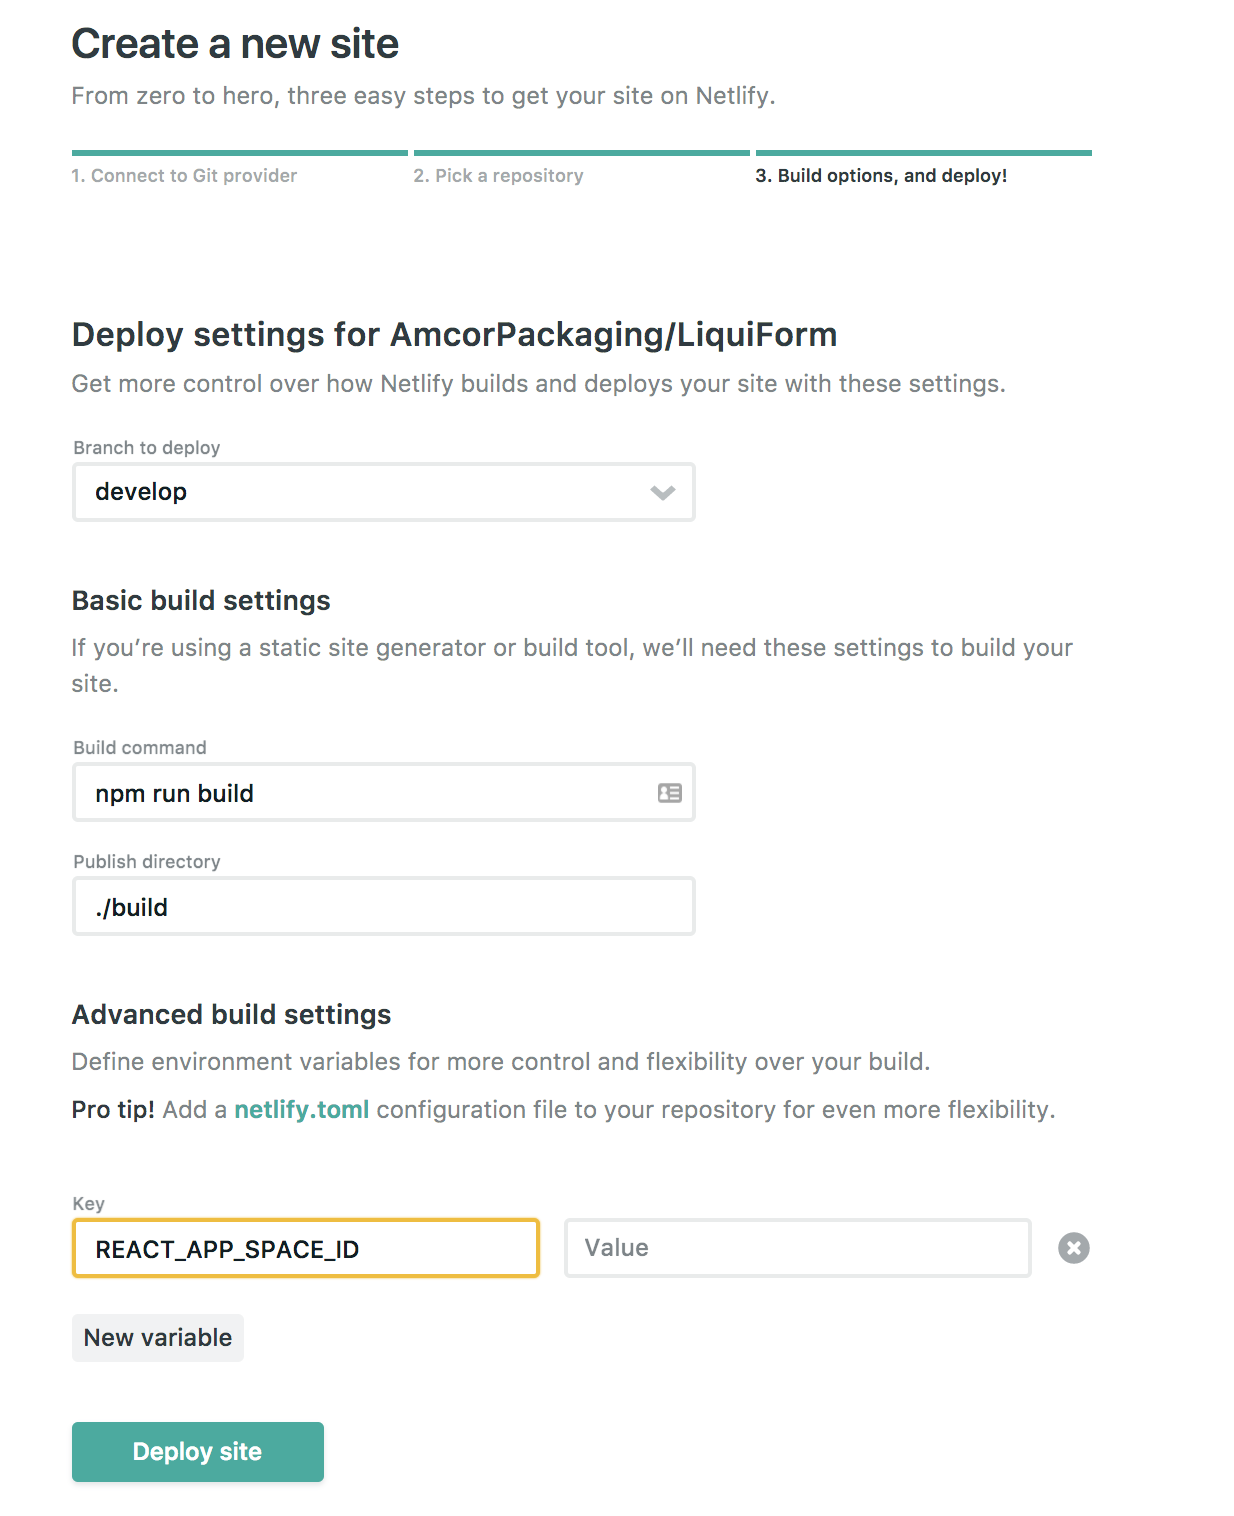 Create a new site
From zero to hero, three easy steps to get your site on Netlify.
1. Connect to Git provider
2. Pick a repository
3. Build options, and deploy!
Deploy settings for AmcorPackaging/LiquiForm
Get more control over how Netlify builds and deploys your site with these settings.
Branch to deploy
develop
Basic build settings
If you’re using a static site generator or build tool, we’ll need these settings to build your
site.
Build command
npm run build
Publish directory
./build
Advanced build settings
Define environment variables for more control and flexibility over your build.
Pro tip! Add a netlify.toml configuration file to your repository for even more flexibility.
Key
REACT_APP_SPACE_ID
Value
New variable
Deploy site